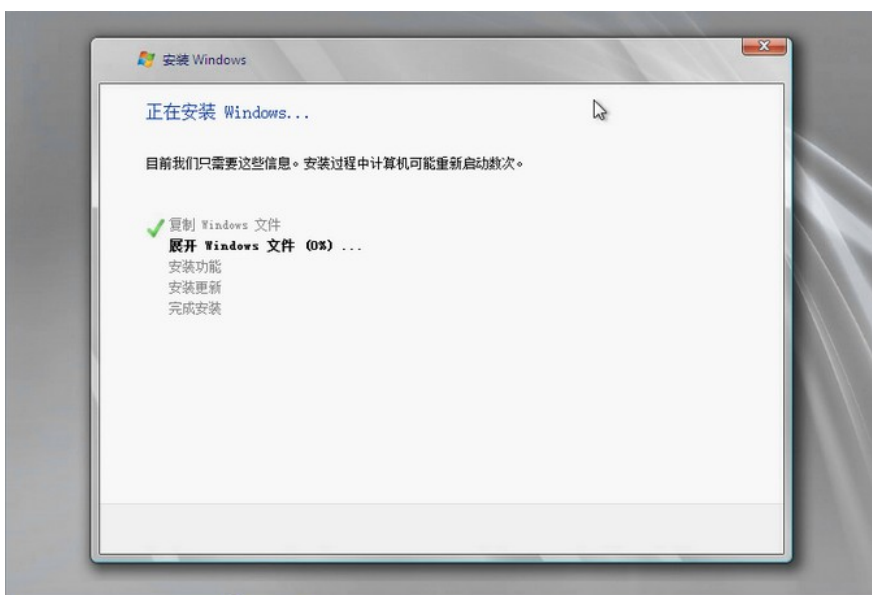 安装 Windows
正在安装 Windows...
目前我们只需要这些信息。安装过程中计算机可能重新启动数次。
复制 Windows 文件
展开 Windows 文件 (0%) ...
安装功能
安装更新
完成安装